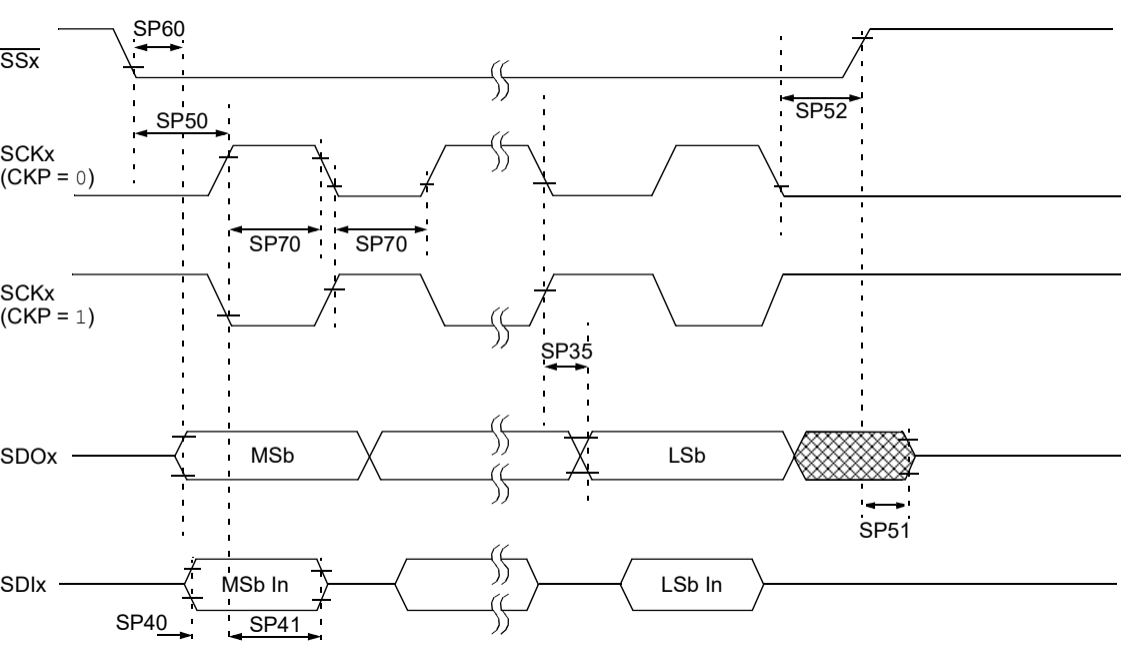 SP60
SSx
SP52
SP50
SCKx
(CKP = 0)
SP70 SP70
SCKx
(CKP = 1)
SP35
SDOx MSb LSb
SP51
SDIx MSb In LSb In
SP40 SP41